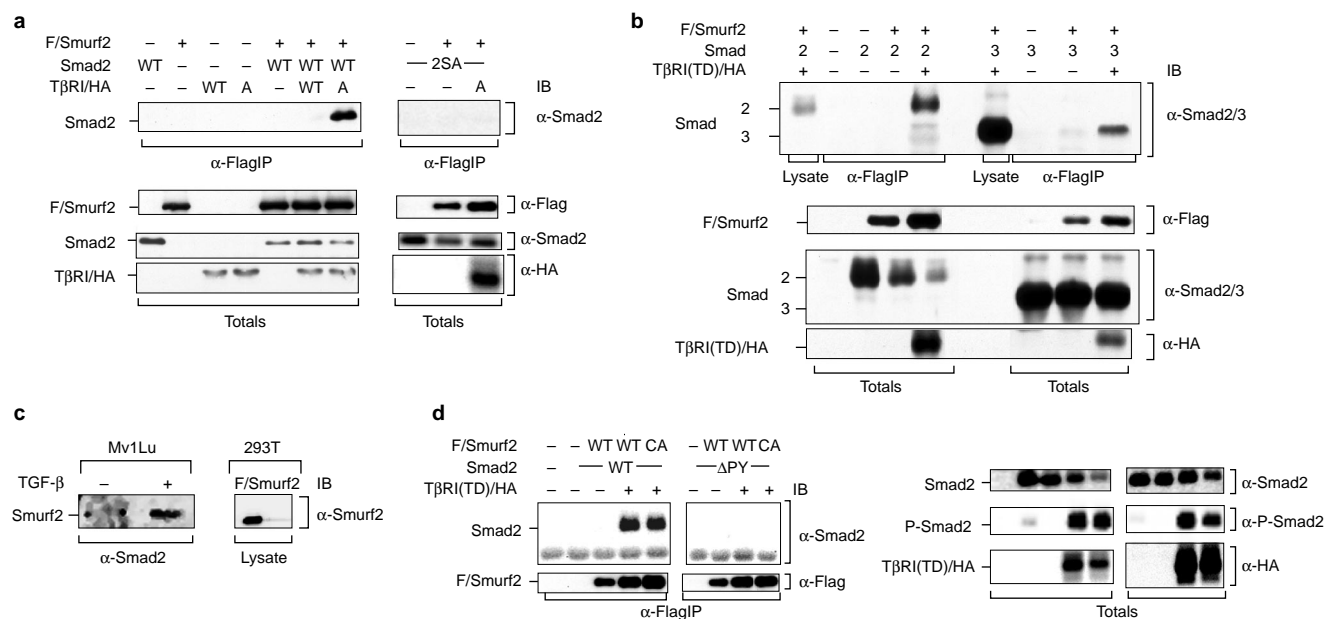 a
F/Smurf2 – + – – + + + – + +
Smad2 WT – – – WT WT WT 2SA
TβRI/HA – – WT A – WT A – – A IB
Smad2 α-Smad2
α-FlagIP α-FlagIP
F/Smurf2 α-Flag
Smad2 α-Smad2
TβRI/HA α-HA
Totals Totals
b
F/Smurf2 + – – + + + – + +
Smad 2 – 2 2 2 3 3 3 3
TβRI(TD)/HA + – – – + + – – + IB
Smad 2 3 α-Smad2/3
Lysate α-FlagIP Lysate α-FlagIP
F/Smurf2 α-Flag
Smad 2 3 α-Smad2/3
TβRI(TD)/HA α-HA
Totals Totals
c
Mv1Lu 293T
TGF-β – + F/Smurf2 IB
Smurf2 α-Smurf2
α-Smad2 Lysate
d
F/Smurf2 – – WT WT CA – WT WT CA
Smad2 – WT ΔPY
TβRI(TD)/HA – – – + + – – + + IB
Smad2 α-Smad2
F/Smurf2 α-Flag
α-FlagIP
Smad2 α-Smad2
P-Smad2 α-P-Smad2
TβRI(TD)/HA α-HA
Totals